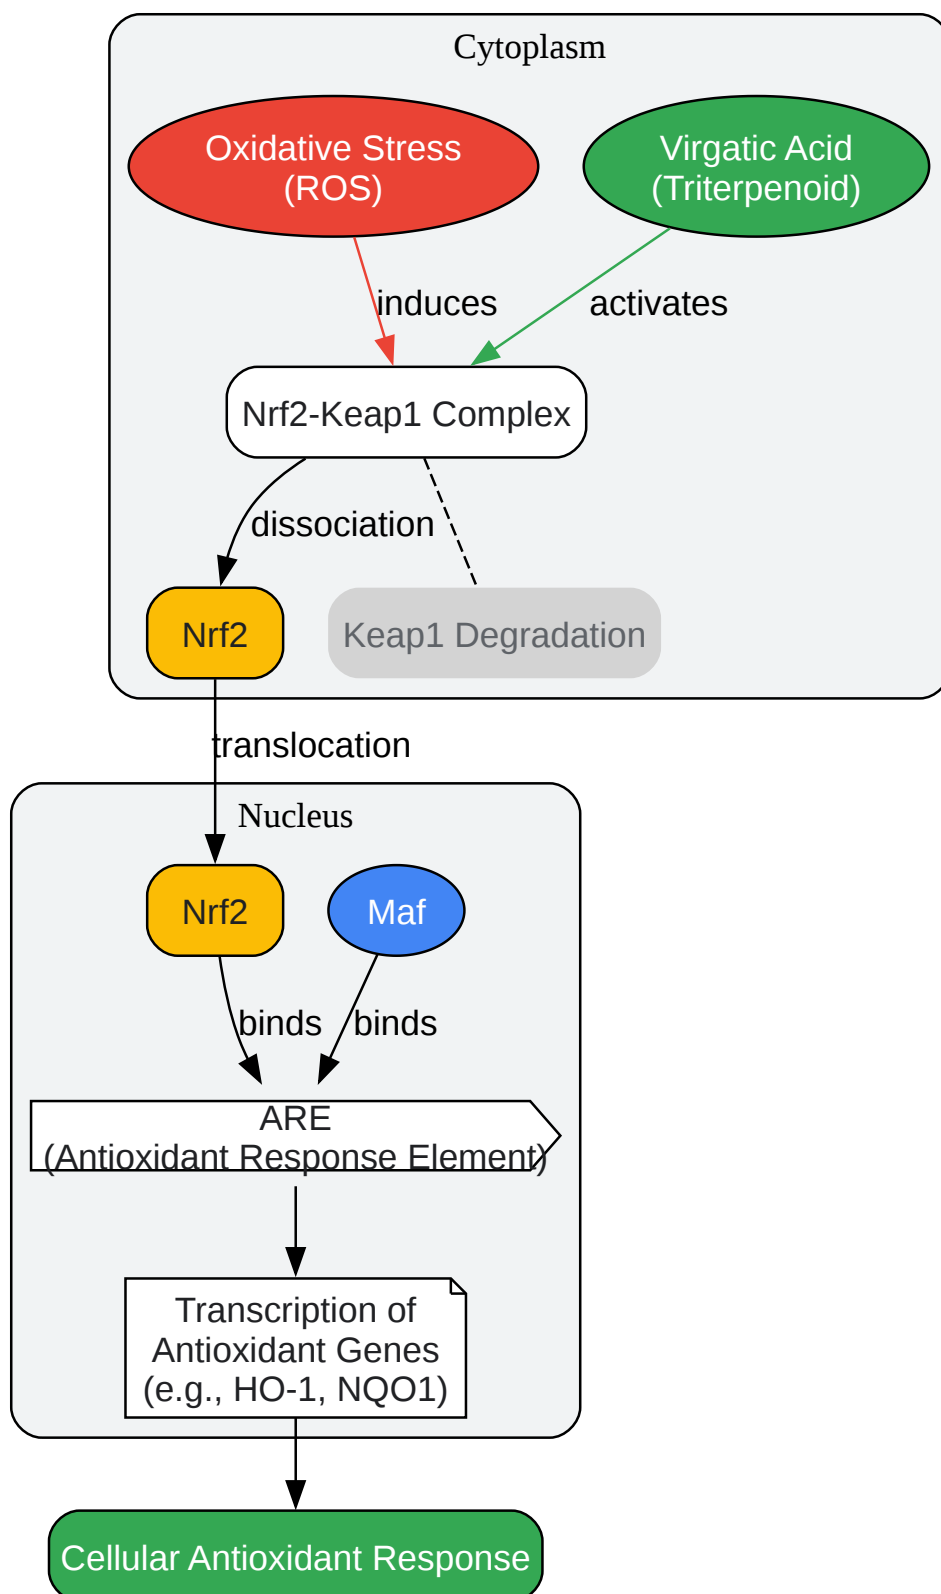 Cytoplasm
Oxidative Stress
(ROS)
Virgatic Acid
(Triterpenoid)
induces
activates
Nrf2-Keap1 Complex
dissociation
Nrf2
Keap1 Degradation
translocation
Nucleus
Nrf2
Maf
binds
binds
ARE
(Antioxidant Response Element)
Transcription of
Antioxidant Genes
(e.g., HO-1, NQO1)
Cellular Antioxidant Response